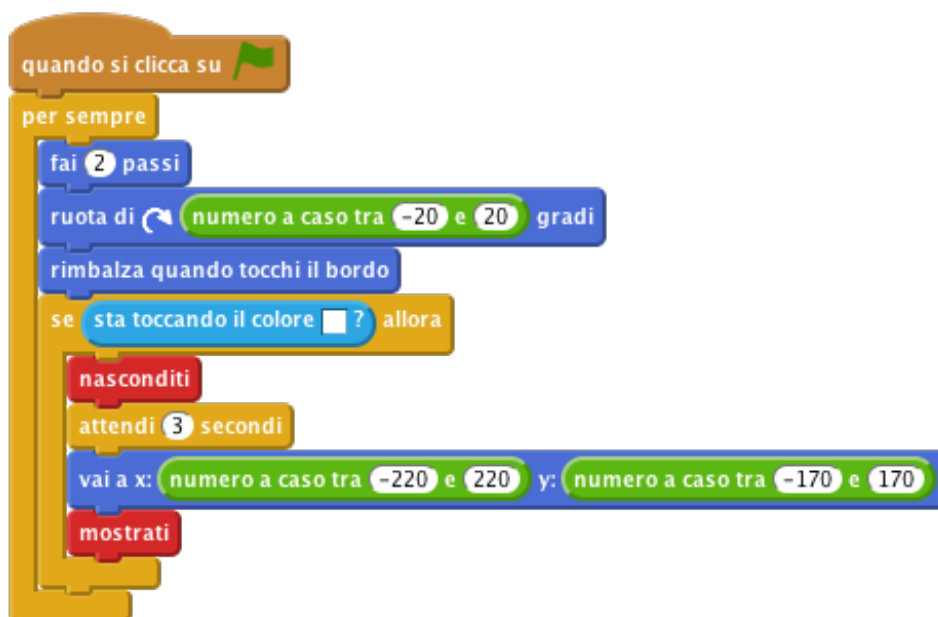 quando si clicca su
per sempre
fai 2 passi
ruota di numero a caso tra -20 e 20 gradi
rimbalza quando tocchi il bordo
se sta toccando il colore ? allora
nasconditi
attendi 3 secondi
vai a x: numero a caso tra -220 e 220 y: numero a caso tra -170 e 170
mostrati